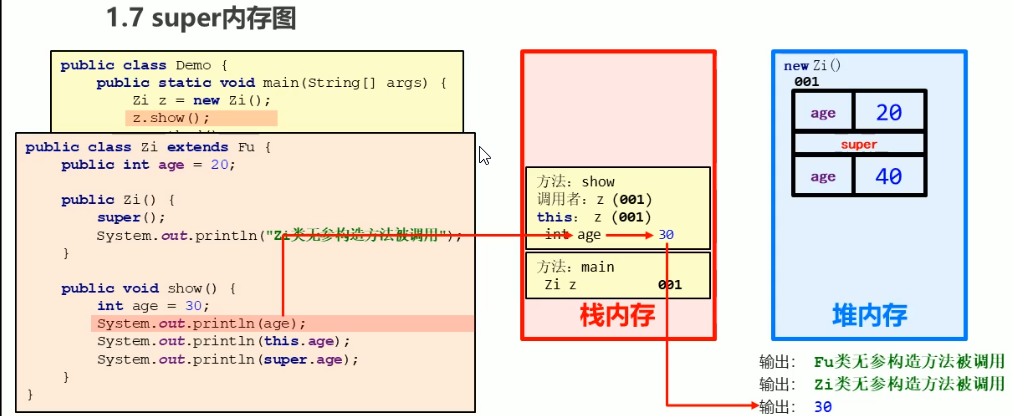 1.7 super内存图
public class Demo {
public static void main(String[] args) {
Zi z = new Zi();
z.show();
public class Zi extends Fu {
public int age = 20;
public Zi() {
super();
System.out.println("Zi类无参构造方法被调用");
}
public void show() {
int age = 30;
System.out.println(age);
System.out.println(this.age);
System.out.println(super.age);
}
}
方法: show
调用者: z (001)
this: z (001)
int age 30
方法: main
Zi z 001
栈内存
new Zi()
001
age 20
super
age 40
堆内存
输出: Fu类无参构造方法被调用
输出: Zi类无参构造方法被调用
输出: 30